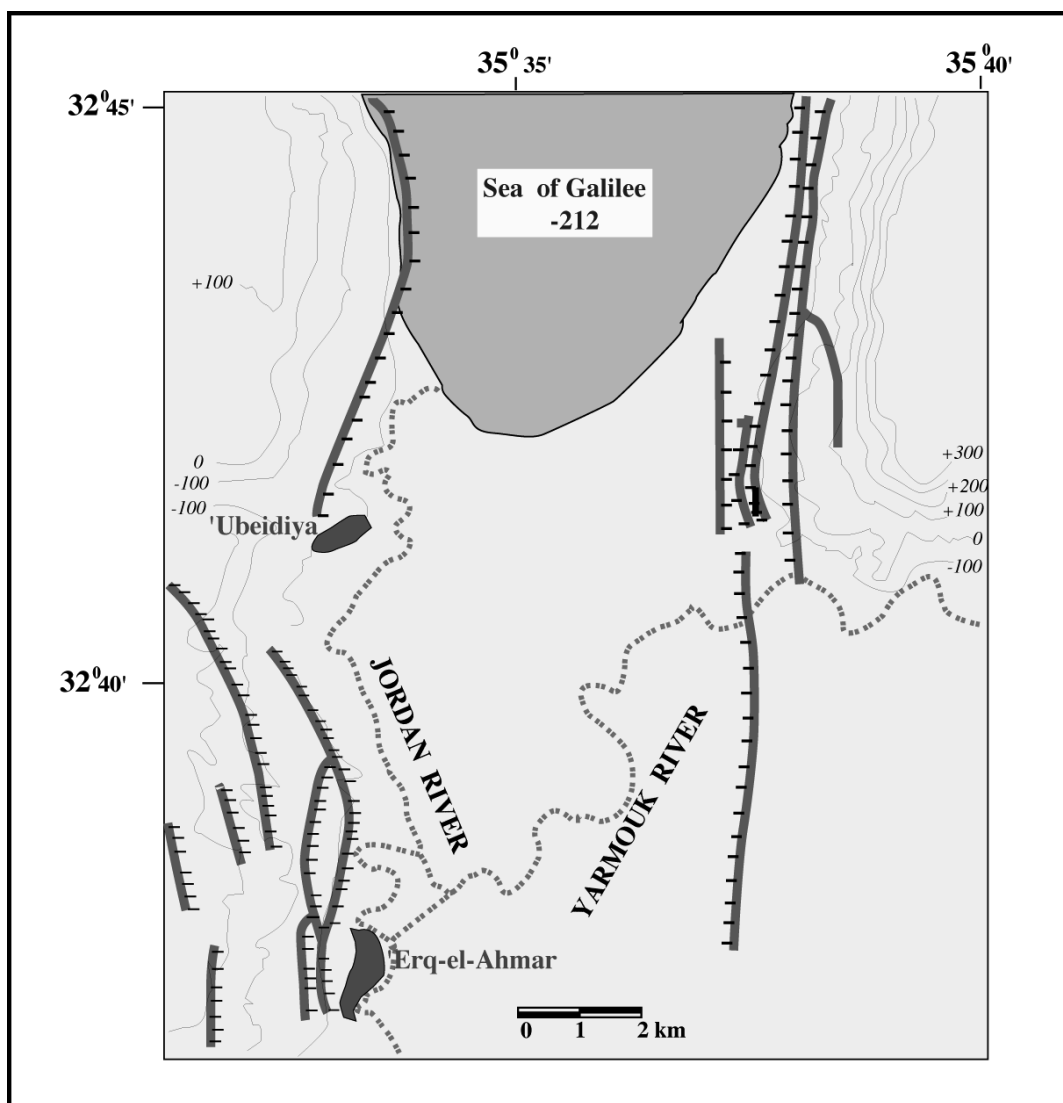 35⁰ 35'
35⁰ 40'
32⁰ 45'
Sea of Galilee
-212
+100
0
-100
-100
'Ubeidiya
+300
+200
+100
0
-100
32⁰ 40'
JORDAN RIVER
YARMOUK RIVER
'Erq-el-Ahmar
0 1 2 km